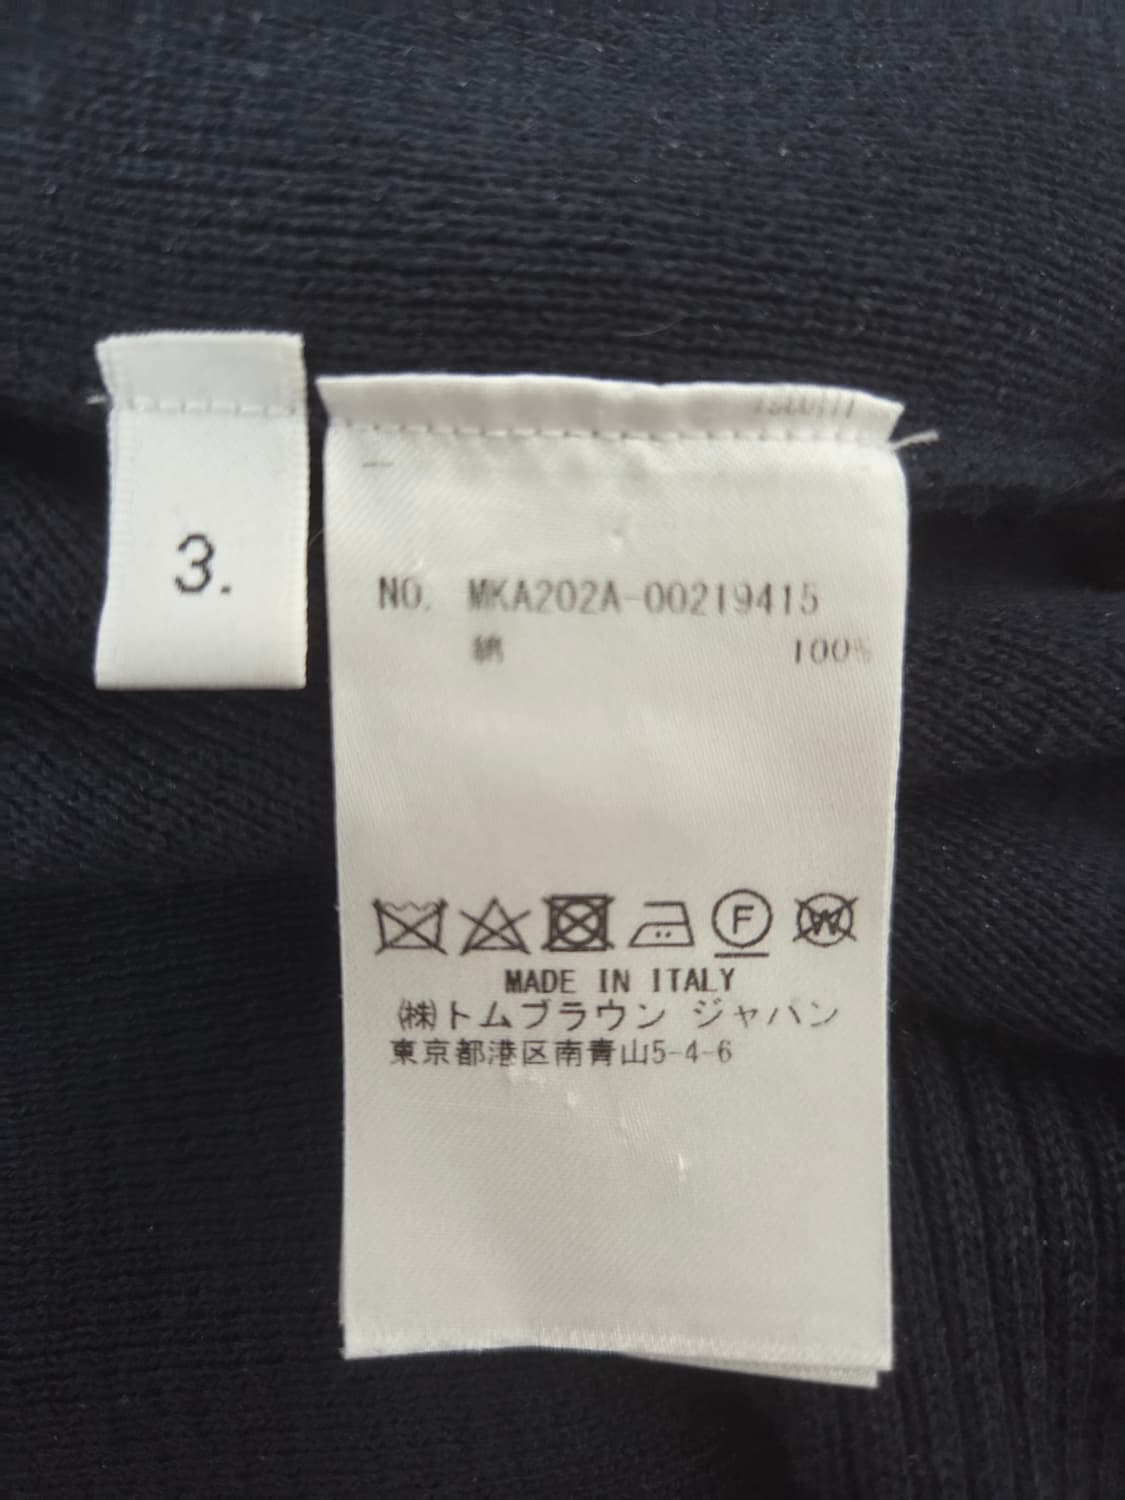 3.
NO. MKA202A-00219415
綿 100%
F W
MADE IN ITALY
㈱トムブラウン ジャパン
東京都港区南青山5-4-6